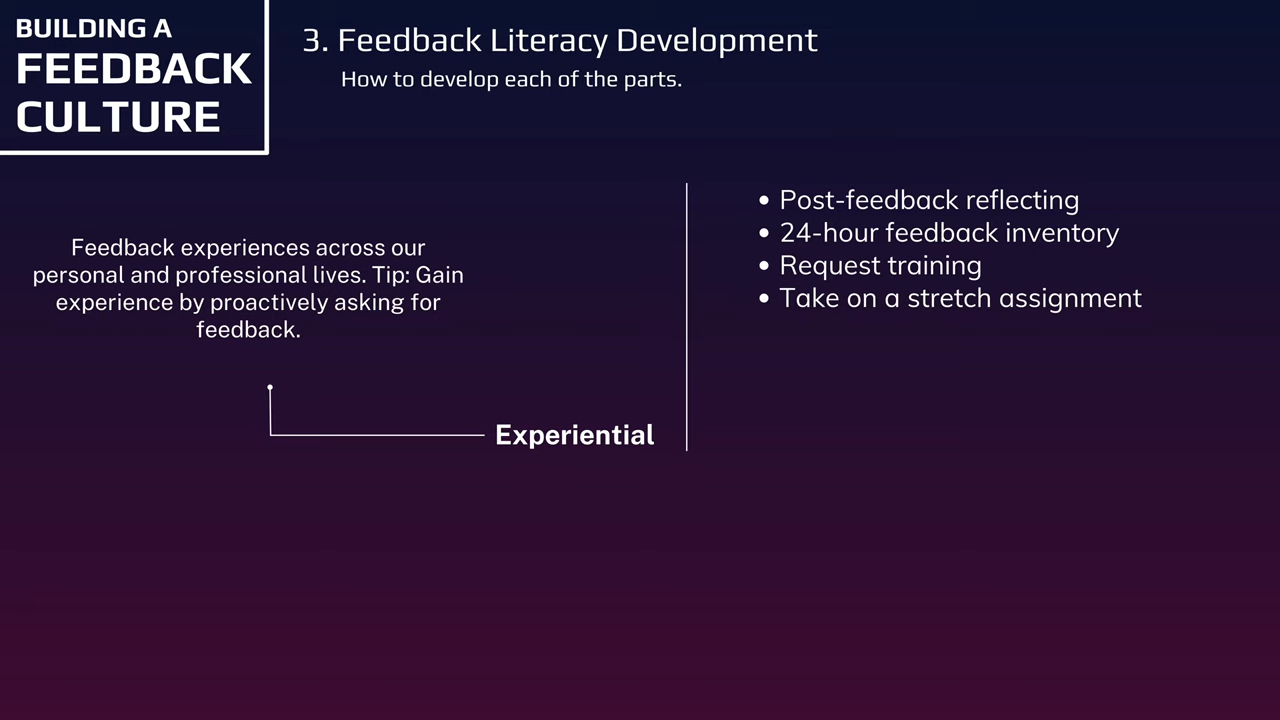 BUILDING A
FEEDBACK
CULTURE
3. Feedback Literacy Development
How to develop each of the parts.
Feedback experiences across our
personal and professional lives. Tip: Gain
experience by proactively asking for
feedback.
Experiential
• Post-feedback reflecting
• 24-hour feedback inventory
• Request training
• Take on a stretch assignment